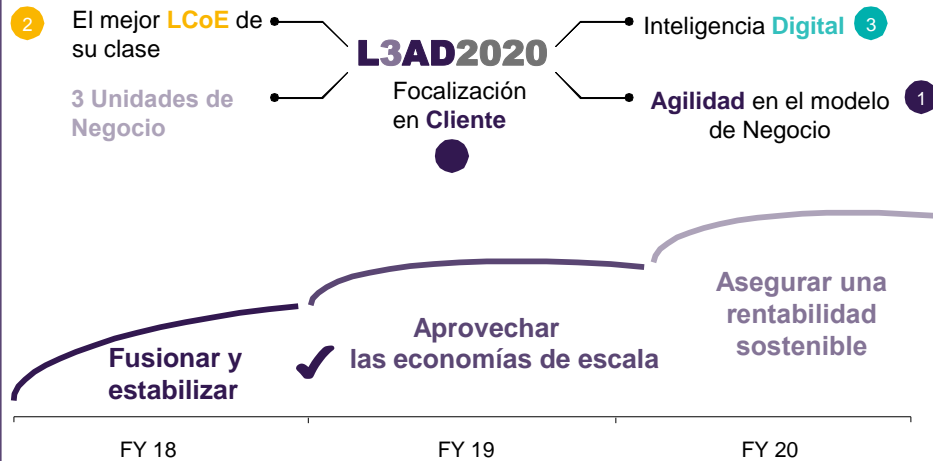 2
El mejor LCoE de
su clase
3 Unidades de
Negocio
L3AD2020
Focalización
en Cliente
Inteligencia Digital
3
Agilidad en el modelo
de Negocio
1
Fusionar y
estabilizar
Aprovechar
las economías de escala
Asegurar una
rentabilidad
sostenible
FY 18
FY 19
FY 20